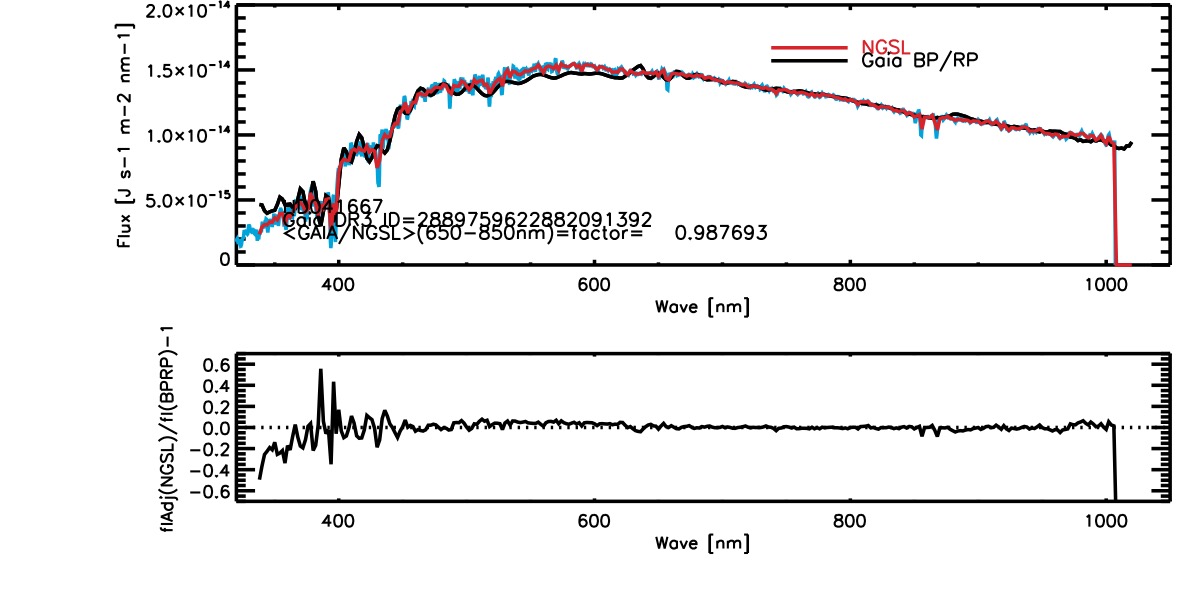 2.0×10⁻¹⁴
1.5×10⁻¹⁴
1.0×10⁻¹⁴
5.0×10⁻¹⁵
0
Flux [J s−1 m−2 nm−1]
NGSL
Gaia BP/RP
Gaia DR3 ID=2889759622882091392
<GAIA/NGSL>(650−850nm)=factor= 0.987693
400 600 800 1000
Wave [nm]
flAdj(NGSL)/fl(BPRP)−1
0.6
0.4
0.2
0.0
−0.2
−0.4
−0.6
400 600 800 1000
Wave [nm]